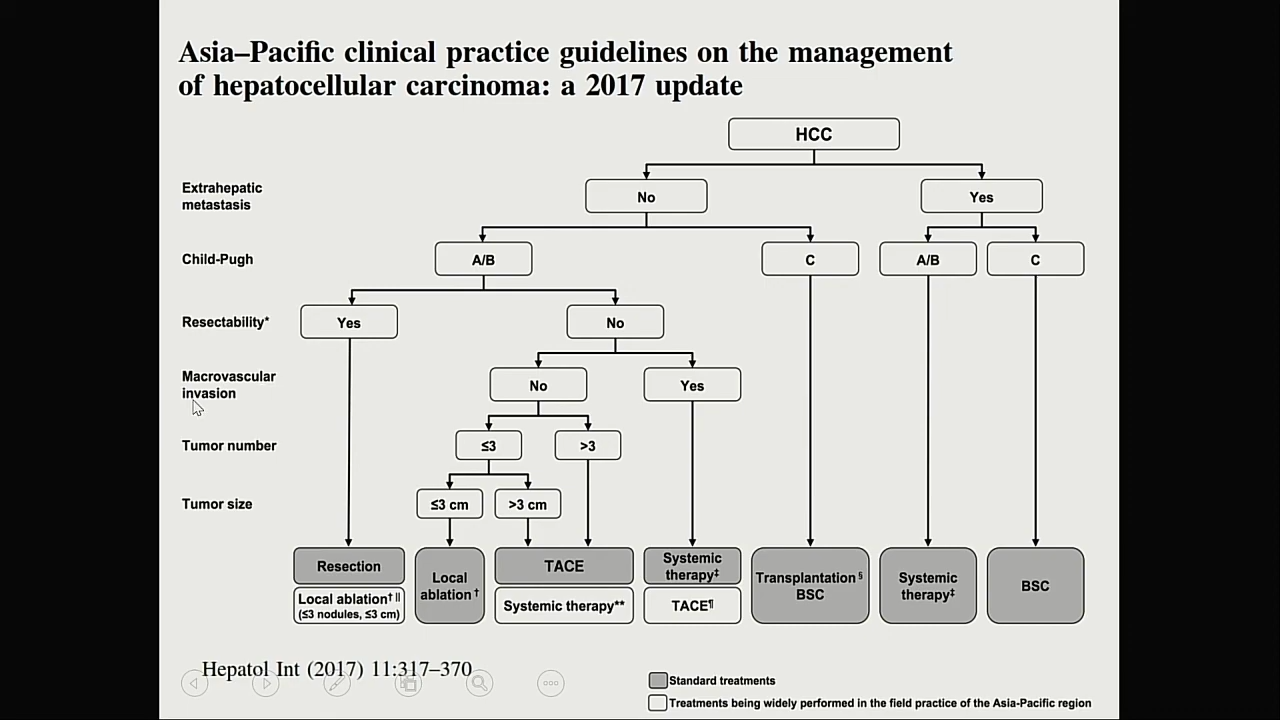 Asia–Pacific clinical practice guidelines on the management
of hepatocellular carcinoma: a 2017 update
HCC
Extrahepatic
metastasis
No
Yes
Child-Pugh
A/B
C
A/B
C
Resectability*
Yes
No
Macrovascular
invasion
No
Yes
Tumor number
≤3
>3
Tumor size
≤3 cm
>3 cm
Resection
Local ablation†||
(≤3 nodules, ≤3 cm)
Local
ablation†
TACE
Systemic therapy**
Systemic
therapy‡
TACE¶
Transplantation§
BSC
Systemic
therapy‡
BSC
Hepatol Int (2017) 11:317–370
Standard treatments
Treatments being widely performed in the field practice of the Asia-Pacific region